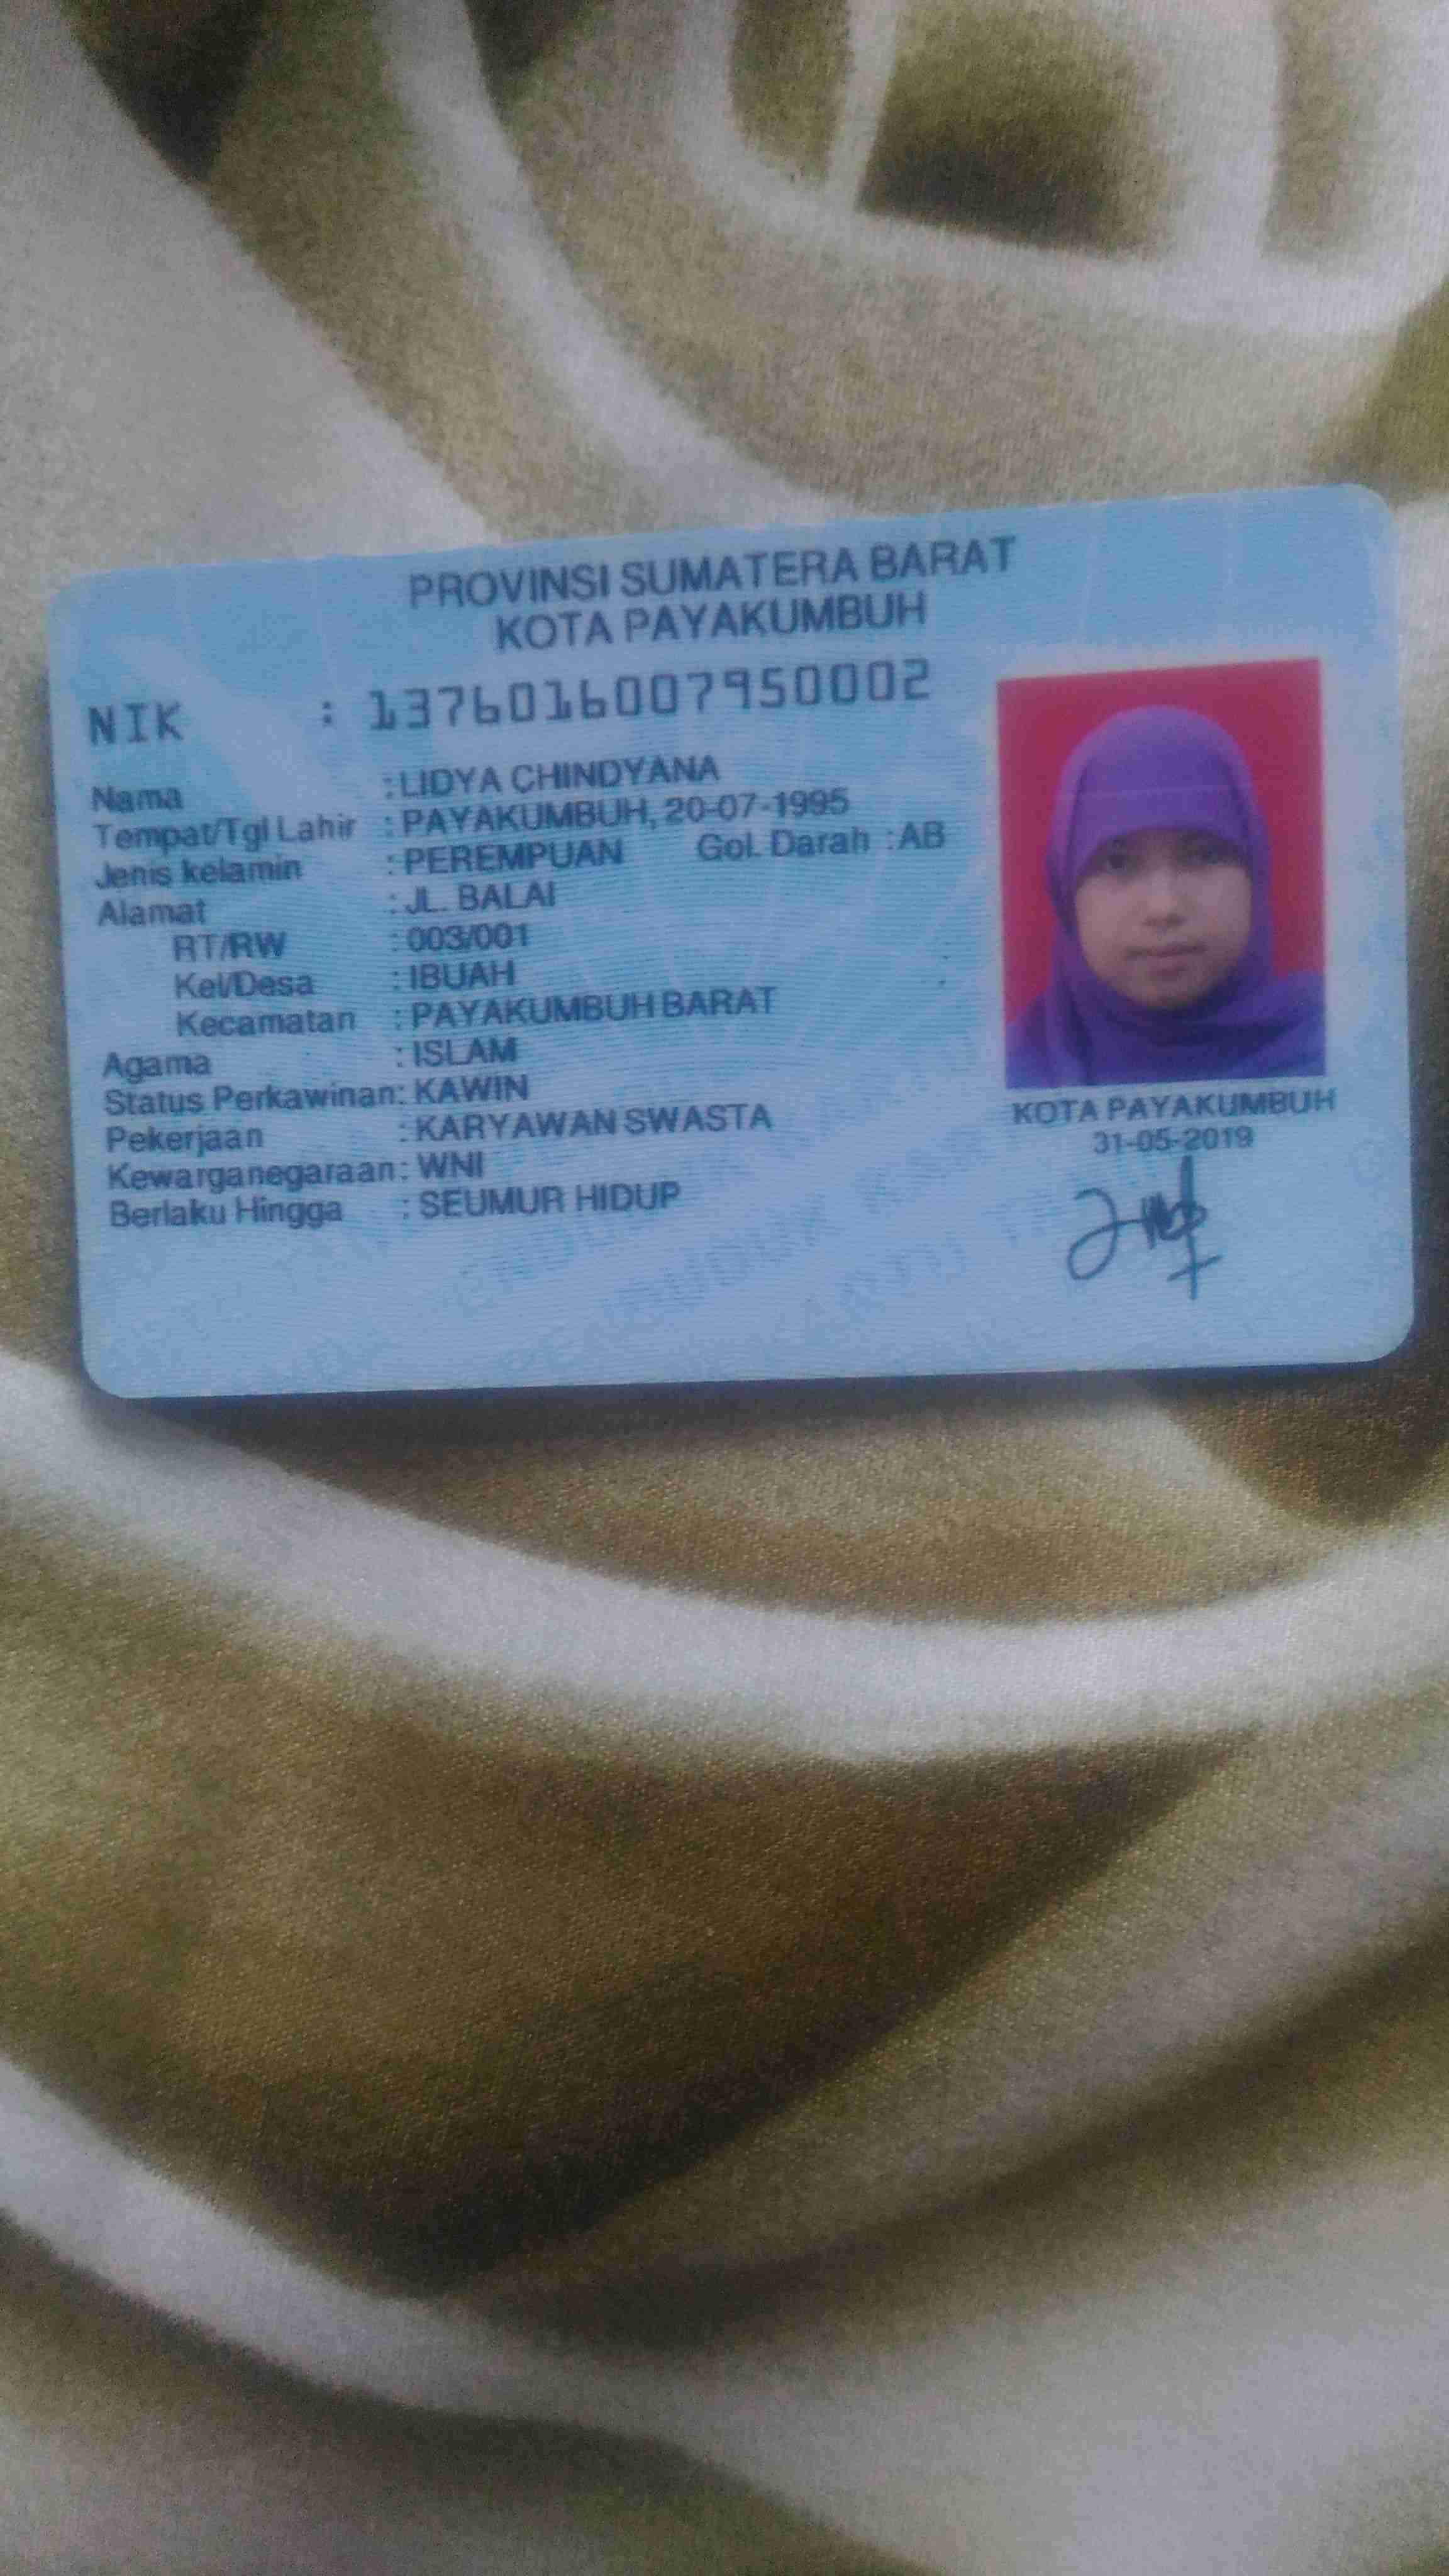 PROVINSI SUMATERA BARAT
KOTA PAYAKUMBUH
NIK : 1376016007950002
Nama : LIDYA CHINDYANA
Tempat/Tgl Lahir : PAYAKUMBUH, 20-07-1995
Jenis kelamin : PEREMPUAN Gol. Darah : AB
Alamat : JL. BALAI
RT/RW : 003/001
Kel/Desa : IBUAH
Kecamatan : PAYAKUMBUH BARAT
Agama : ISLAM
Status Perkawinan: KAWIN
Pekerjaan : KARYAWAN SWASTA
Kewarganegaraan: WNI
Berlaku Hingga : SEUMUR HIDUP
KOTA PAYAKUMBUH
31-05-2019